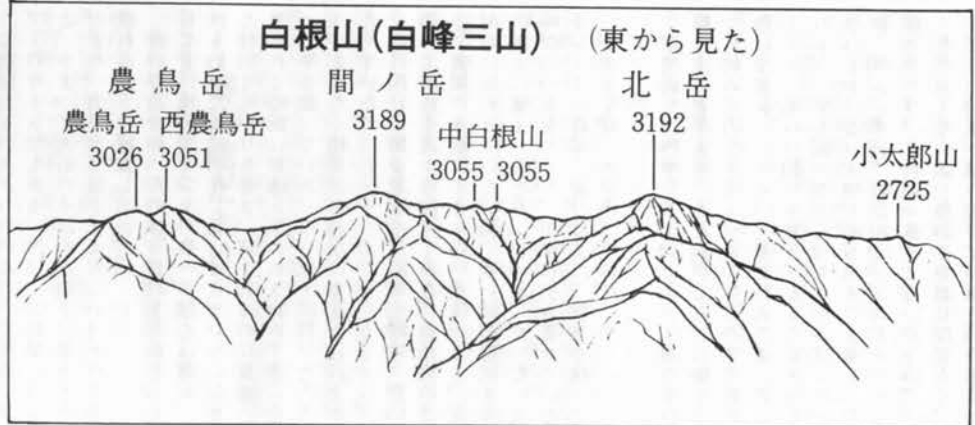 白根山(白峰三山) (東から見た)
農鳥岳 間ノ岳 北岳
農鳥岳 西農鳥岳 3189 中白根山 3192 小太郎山
3026 3051 3055 3055 2725